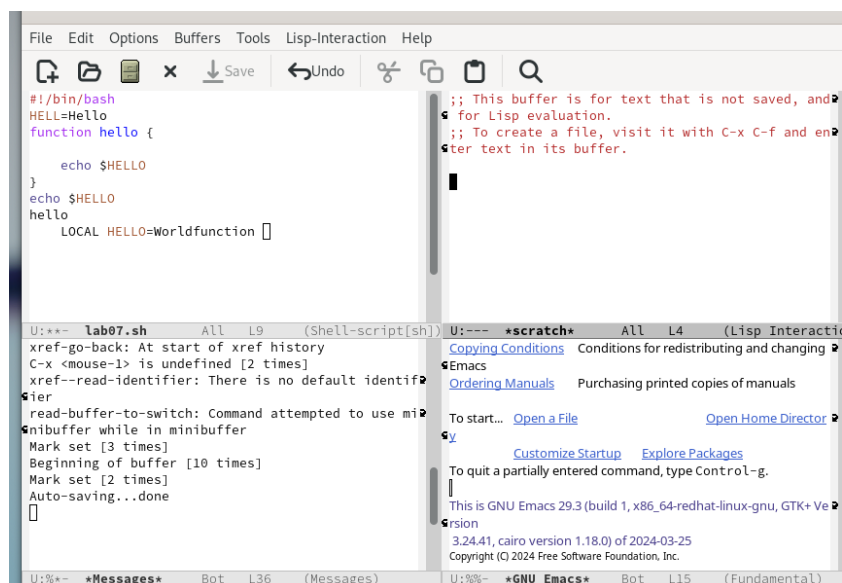 File Edit Options Buffers Tools Lisp-Interaction Help
Save Undo
#!/bin/bash
HELL=Hello
function hello {
echo $HELLO
}
echo $HELLO
hello
LOCAL HELLO=Worldfunction
U:**- lab07.sh All L9 (Shell-script[sh])
;; This buffer is for text that is not saved, and
for Lisp evaluation.
;; To create a file, visit it with C-x C-f and en
ter text in its buffer.
U:--- *scratch* All L4 (Lisp Interactio
xref-go-back: At start of xref history
C-x <mouse-1> is undefined [2 times]
xref--read-identifier: There is no default identif
ier
read-buffer-to-switch: Command attempted to use mi
nibuffer while in minibuffer
Mark set [3 times]
Beginning of buffer [10 times]
Mark set [2 times]
Auto-saving...done
U:%*- *Messages* Bot L36 (Messages)
Copying Conditions Conditions for redistributing and changing
Emacs
Ordering Manuals Purchasing printed copies of manuals
To start... Open a File Open Home Director
y
Customize Startup Explore Packages
To quit a partially entered command, type Control-g.
This is GNU Emacs 29.3 (build 1, x86_64-redhat-linux-gnu, GTK+ Ve
rsion
3.24.41, cairo version 1.18.0) of 2024-03-25
Copyright (C) 2024 Free Software Foundation, Inc.
U:%%- *GNU Emacs* Bot L15 (Fundamental)